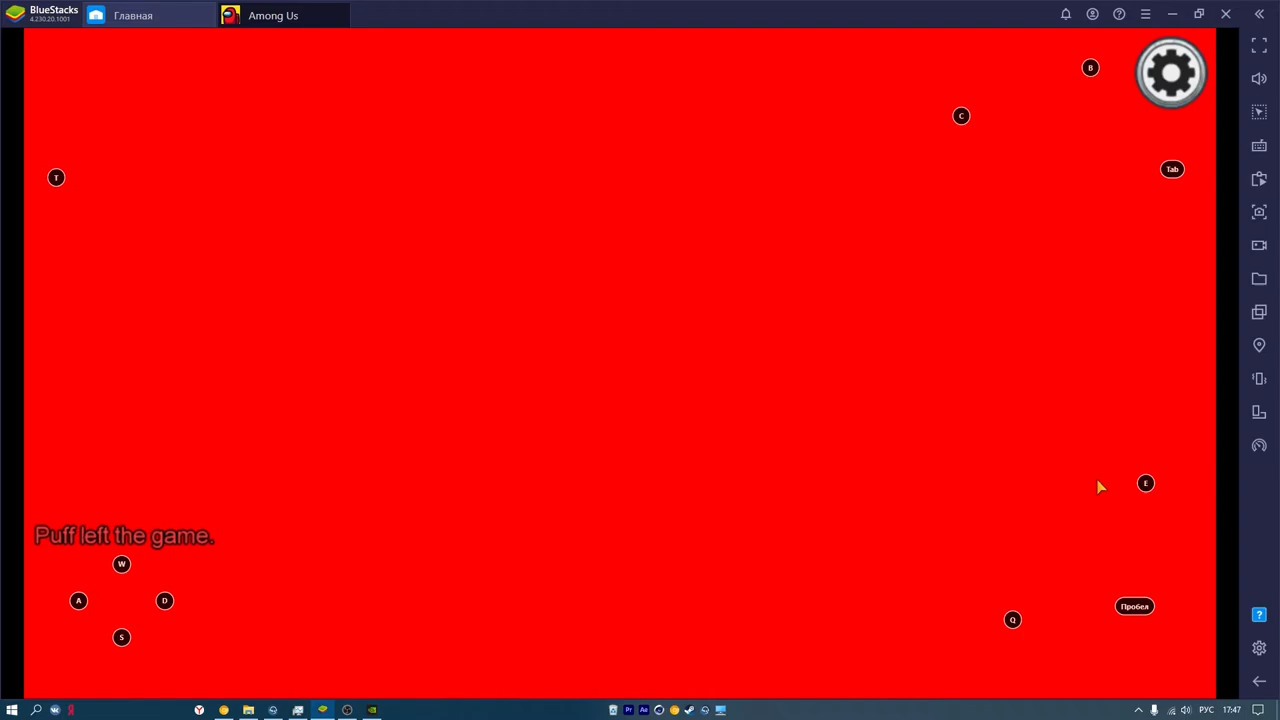 BlueStacks
4.230.20.1001
Главная
Among Us
B
C
T
Tab
E
Puff left the game.
W
A
D
S
Пробел
Q
РУС
17:47